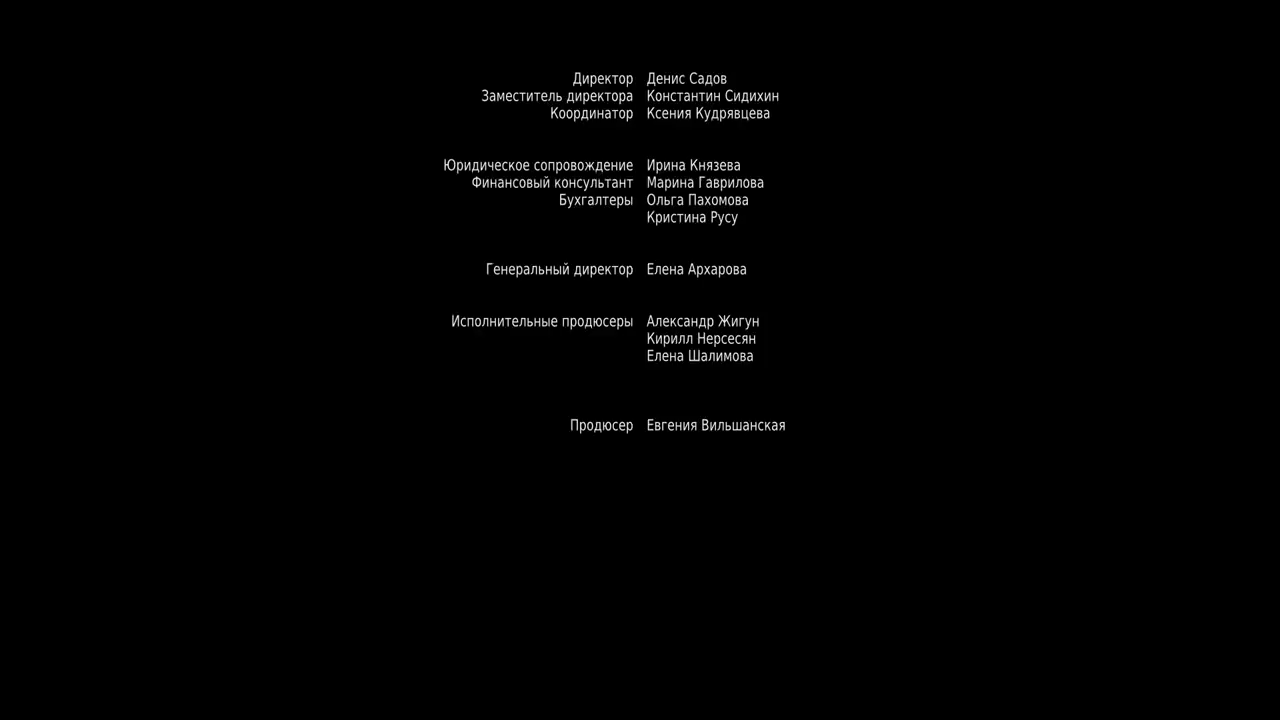 Директор Денис Садов
Заместитель директора Константин Сидихин
Координатор Ксения Кудрявцева
Юридическое сопровождение Ирина Князева
Финансовый консультант Марина Гаврилова
Бухгалтеры Ольга Пахомова
Кристина Русу
Генеральный директор Елена Архарова
Исполнительные продюсеры Александр Жигун
Кирилл Нерсесян
Елена Шалимова
Продюсер Евгения Вильшанская